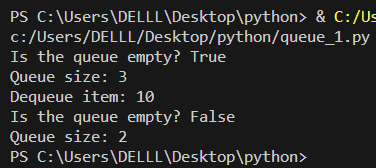 PS C:\Users\DELLL\Desktop\python> & C:/U
c:/Users/DELLL/Desktop/python/queue_1.py
Is the queue empty? True
Queue size: 3
Dequeue item: 10
Is the queue empty? False
Queue size: 2
PS C:\Users\DELLL\Desktop\python>